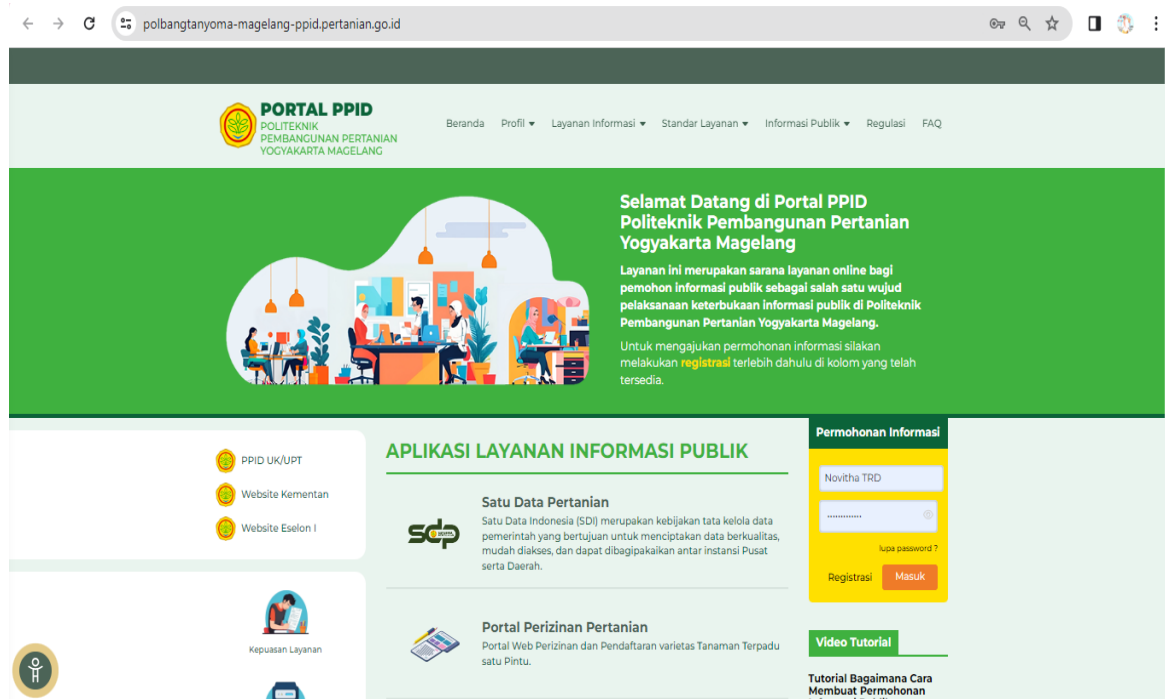 polbangtanyoma-magelang-ppid.pertanian.go.id
PORTAL PPID
POLITEKNIK
PEMBANGUNAN PERTANIAN
YOGYAKARTA MAGELANG
Beranda Profil Layanan Informasi Standar Layanan Informasi Publik Regulasi FAQ
Selamat Datang di Portal PPID
Politeknik Pembangunan Pertanian
Yogyakarta Magelang
Layanan ini merupakan sarana layanan online bagi
pemohon informasi publik sebagai salah satu wujud
pelaksanaan keterbukaan informasi publik di Politeknik
Pembangunan Pertanian Yogyakarta Magelang.
Untuk mengajukan permohonan informasi silakan
melakukan registrasi terlebih dahulu di kolom yang telah
tersedia.
PPID UK/UPT
Website Kementan
Website Eselon I
Kepuasan Layanan
APLIKASI LAYANAN INFORMASI PUBLIK
sdp
Satu Data Pertanian
Satu Data Indonesia (SDI) merupakan kebijakan tata kelola data
pemerintah yang bertujuan untuk menciptakan data berkualitas,
mudah diakses, dan dapat dibagipakaikan antar instansi Pusat
serta Daerah.
Portal Perizinan Pertanian
Portal Web Perizinan dan Pendaftaran varietas Tanaman Terpadu
satu Pintu.
Permohonan Informasi
Novitha TRD
lupa password ?
Registrasi Masuk
Video Tutorial
Tutorial Bagaimana Cara
Membuat Permohonan